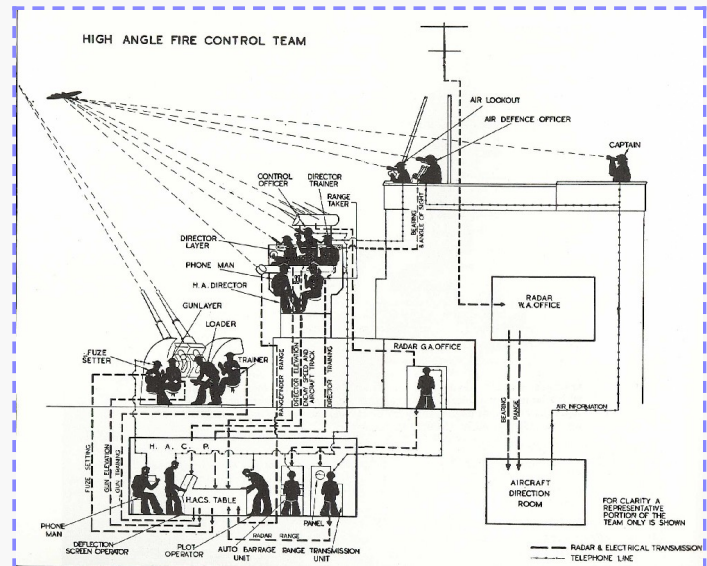 HIGH ANGLE FIRE CONTROL TEAM
AIR LOOKOUT
AIR DEFENCE OFFICER
CAPTAIN
CONTROL
OFFICER
DIRECTOR
TRAINER
RANGE
TAKER
DIRECTOR
LAYER
PHONE MAN
H.A. DIRECTOR
BEARING
& ANGLE OF SIGHT
GUNLAYER
LOADER
FUZE
SETTER
TRAINER
RADAR
W.A. OFFICE
RADAR G.A. OFFICE
RANGEFINDER RANGE
DIRECTOR ELEVATION
ENEMY SPEED AND
AIRCRAFT TRACK
DIRECTOR TRAINING
FUZE SETTING
GUN ELEVATION
GUN TRAINING
BEARING
RANGE
AIR INFORMATION
H. A. C. P.
H.A.C.S. TABLE
AIRCRAFT
DIRECTION
ROOM
PHONE
MAN
DEFLECTION
SCREEN OPERATOR
PLOT
OPERATOR
RADAR RANGE
PANEL
AUTO BARRAGE
UNIT
RANGE TRANSMISSION
UNIT
FOR CLARITY A
REPRESENTATIVE
PORTION OF THE
TEAM ONLY IS SHOWN
RADAR & ELECTRICAL TRANSMISSION
TELEPHONE LINE